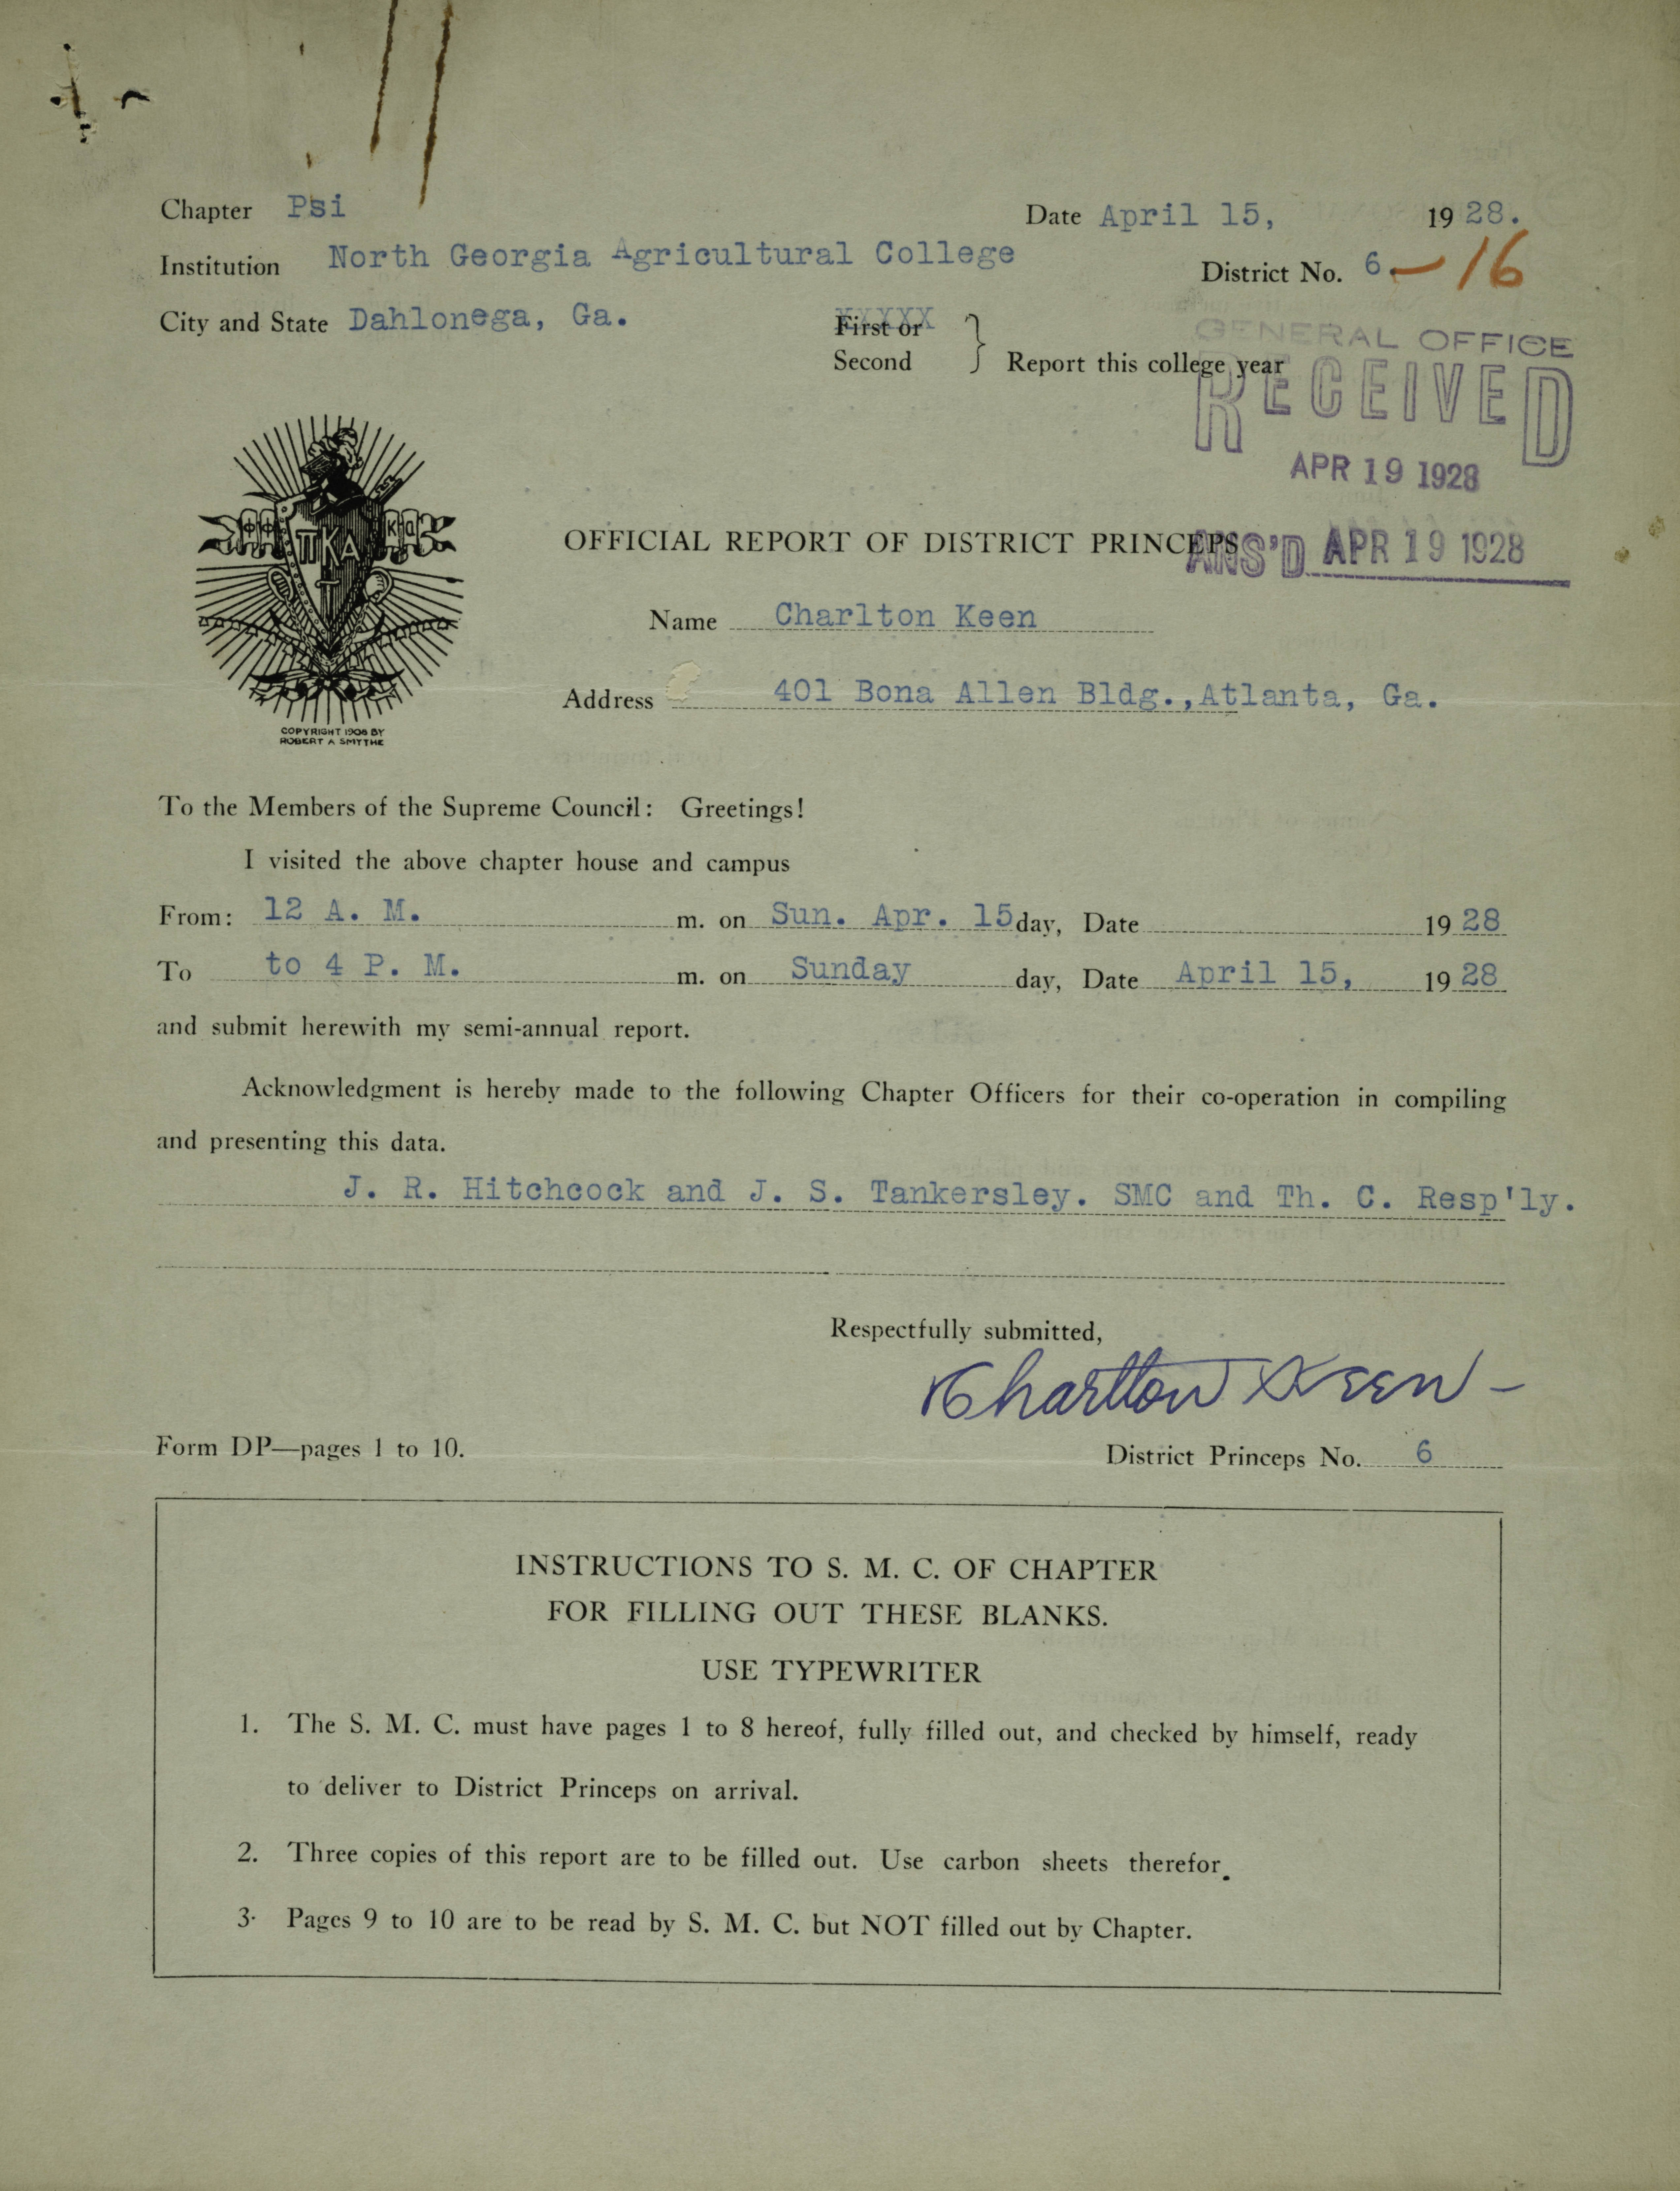 Chapter Psi
Date April 15, 1928.
Institution North Georgia Agricultural College
District No. 6 — 16
City and State Dahlonega, Ga.
First or
Second } Report this college year
GENERAL OFFICE
RECEIVED
APR 19 1928
ΦΦ ΠΚΑ ΚΑ
COPYRIGHT 1906 BY
ROBERT A SMYTHE
OFFICIAL REPORT OF DISTRICT PRINCEPS
ANS'D APR 19 1928
Name Charlton Keen
Address 401 Bona Allen Bldg., Atlanta, Ga.
To the Members of the Supreme Council: Greetings!
I visited the above chapter house and campus
From: 12 A. M. m. on Sun. Apr. 15day, Date 1928
To to 4 P. M. m. on Sunday day, Date April 15, 1928
and submit herewith my semi-annual report.
Acknowledgment is hereby made to the following Chapter Officers for their co-operation in compiling
and presenting this data.
J. R. Hitchcock and J. S. Tankersley. SMC and Th. C. Resp'ly.
Respectfully submitted,
Charlton Keen
Form DP—pages 1 to 10.
District Princeps No. 6
INSTRUCTIONS TO S. M. C. OF CHAPTER
FOR FILLING OUT THESE BLANKS.
USE TYPEWRITER
1. The S. M. C. must have pages 1 to 8 hereof, fully filled out, and checked by himself, ready
to deliver to District Princeps on arrival.
2. Three copies of this report are to be filled out. Use carbon sheets therefor.
3. Pages 9 to 10 are to be read by S. M. C. but NOT filled out by Chapter.